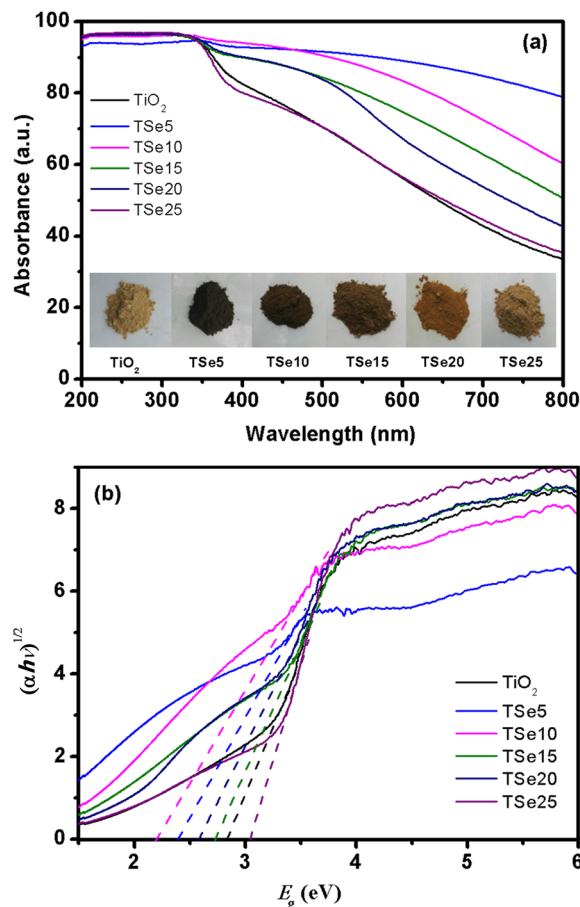 (a)
100
80
60
40
20
0
Absorbance (a.u.)
TiO₂
TSe5
TSe10
TSe15
TSe20
TSe25
TiO₂ TSe5 TSe10 TSe15 TSe20 TSe25
200 300 400 500 600 700 800
Wavelength (nm)
(b)
8
6
4
2
0
(αhν)^1/2
TiO₂
TSe5
TSe10
TSe15
TSe20
TSe25
2 3 4 5 6
E_g (eV)